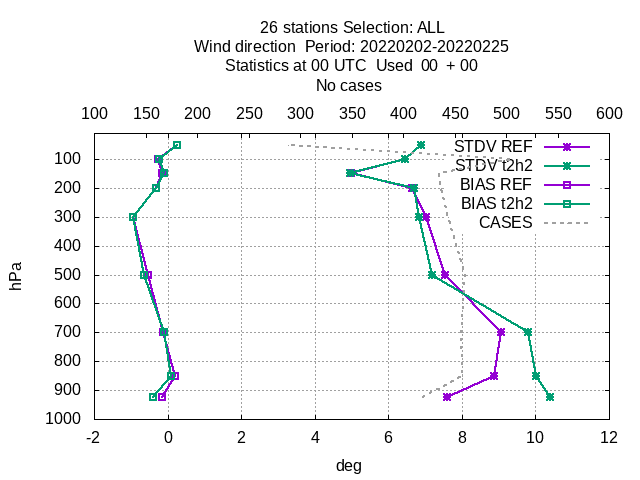 26 stations Selection: ALL
Wind direction  Period: 20220202-20220225
Statistics at 00 UTC  Used  00  + 00
No cases
100 150 200 250 300 350 400 450 500 550 600
STDV REF
STDV t2h2
BIAS REF
BIAS t2h2
CASES
hPa
100
200
300
400
500
600
700
800
900
1000
-2 0 2 4 6 8 10 12
deg